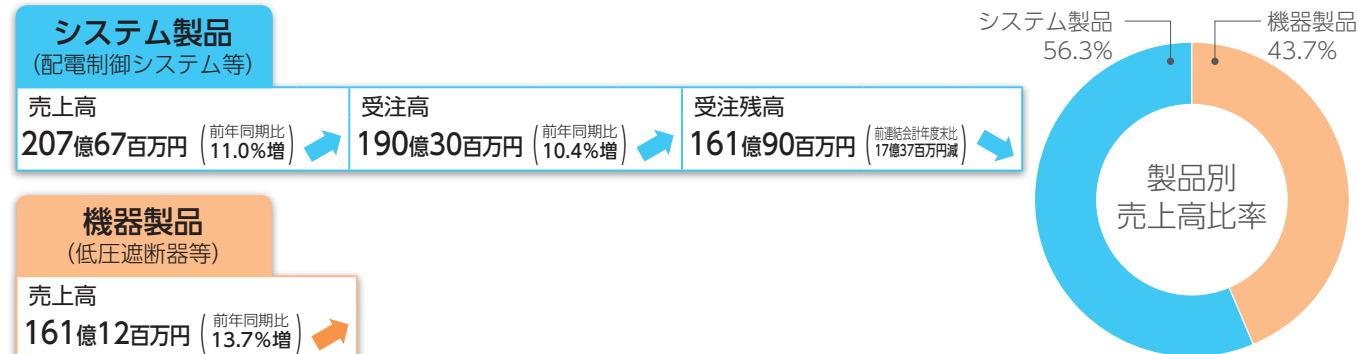 システム製品
（配電制御システム等）
売上高
207億67百万円（前年同期比 11.0%増）
受注高
190億30百万円（前年同期比 10.4%増）
受注残高
161億90百万円（前連結会計年度末比 17億37百万円減）
機器製品
（低圧遮断器等）
売上高
161億12百万円（前年同期比 13.7%増）
システム製品
56.3%
機器製品
43.7%
製品別
売上高比率